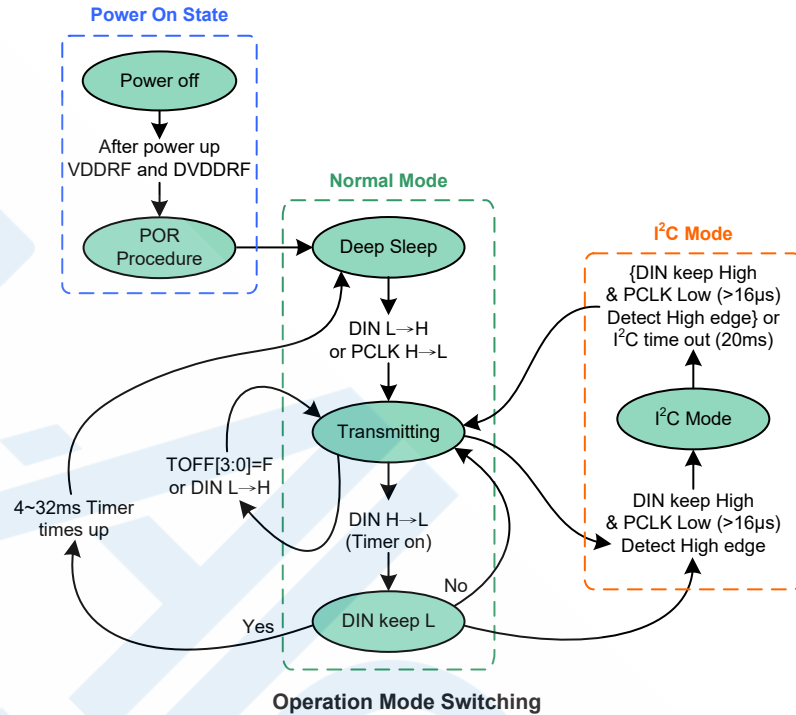 Power On State
Power off
After power up
VDDRF and DVDDRF
POR
Procedure
Normal Mode
Deep Sleep
DIN L→H
or PCLK H→L
Transmitting
TOFF[3:0]=F
or DIN L→H
DIN H→L
(Timer on)
4~32ms Timer
times up
No
Yes
DIN keep L
I²C Mode
{DIN keep High
& PCLK Low (>16μs)
Detect High edge} or
I²C time out (20ms)
I²C Mode
DIN keep High
& PCLK Low (>16μs)
Detect High edge
Operation Mode Switching